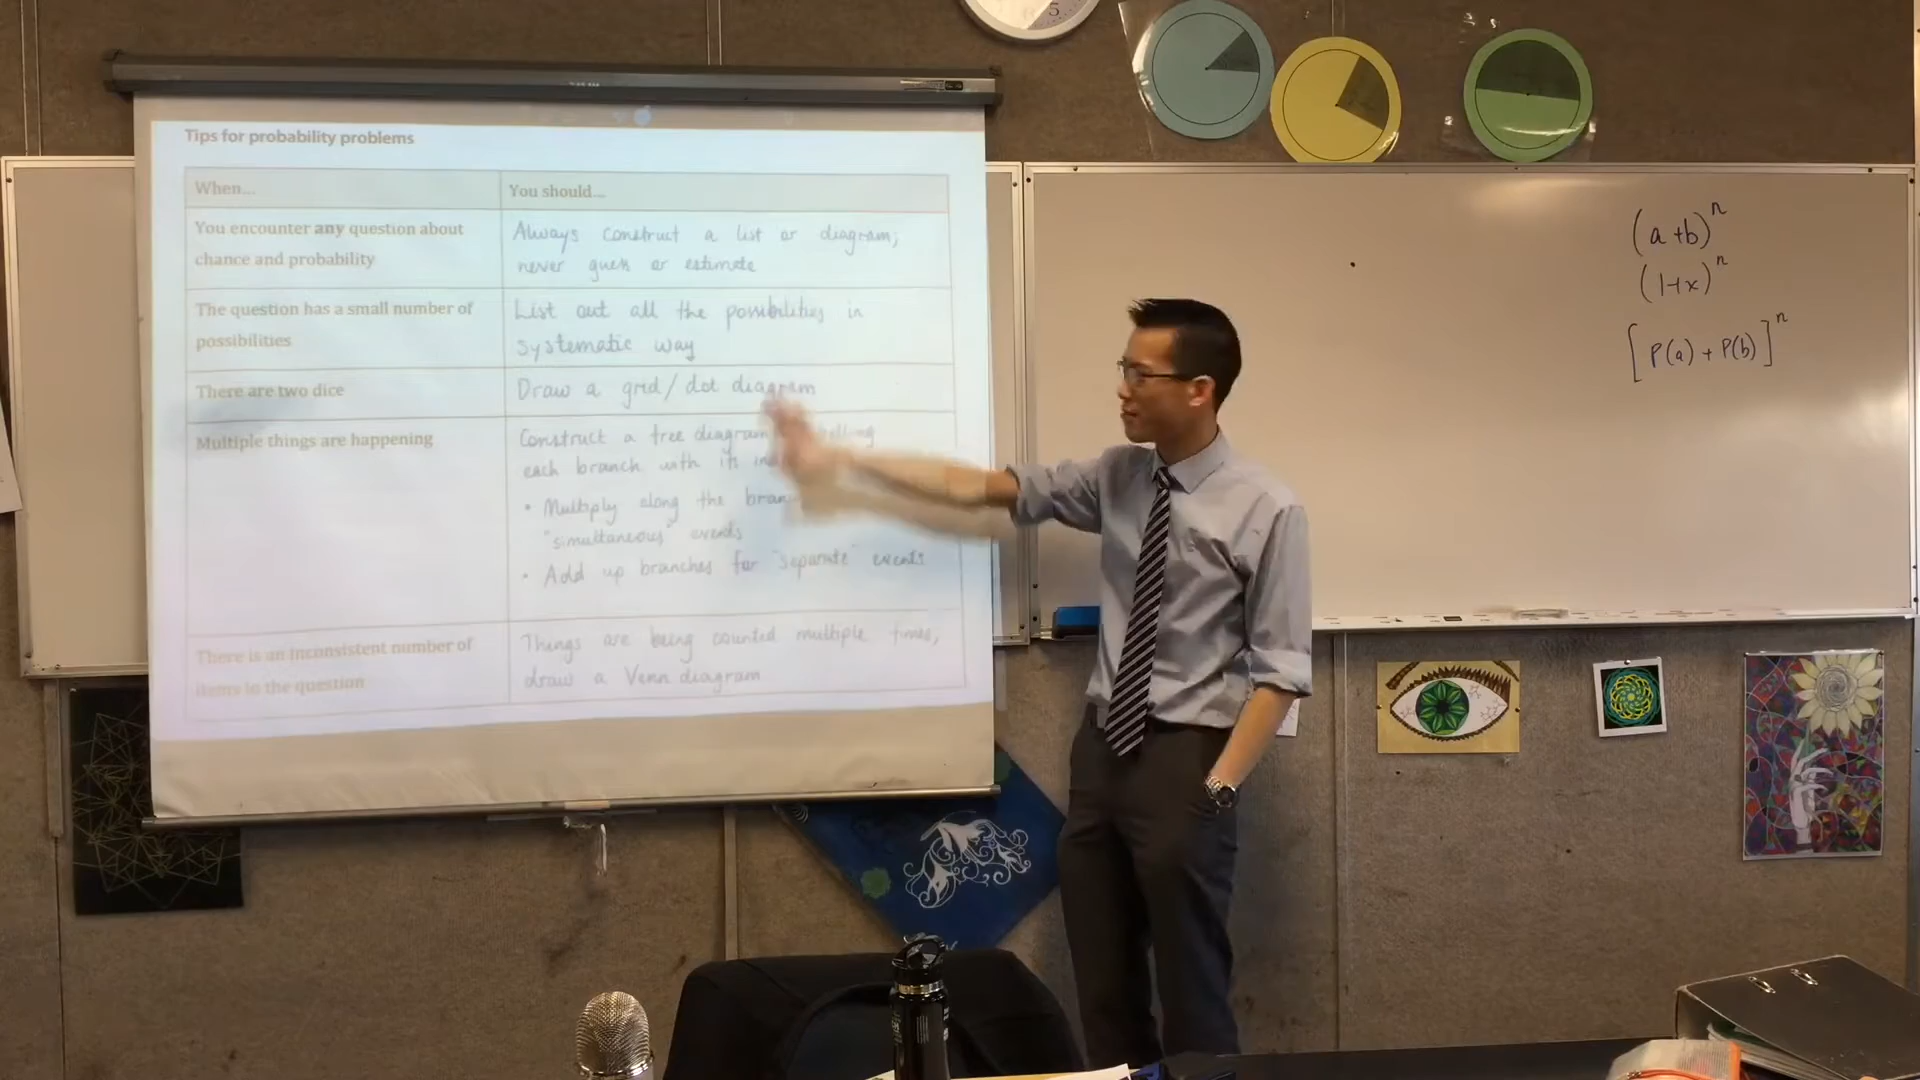 5
Tips for probability problems
When...
You should...
You encounter any question about
chance and probability
Always construct a list or diagram;
never guess or estimate
The question has a small number of
possibilities
List out all the possibilities in
systematic way
There are two dice
Draw a grid/dot diagram
Multiple things are happening
Construct a tree diagram
each branch with its
• Multiply along the
"simultaneous" events
• Add up branches for "separate" events
There is an inconsistent number of
items in the question
Things are being counted multiple times,
draw a Venn diagram
(a+b)ⁿ
(1+x)ⁿ
[P(a) + P(b)]ⁿ